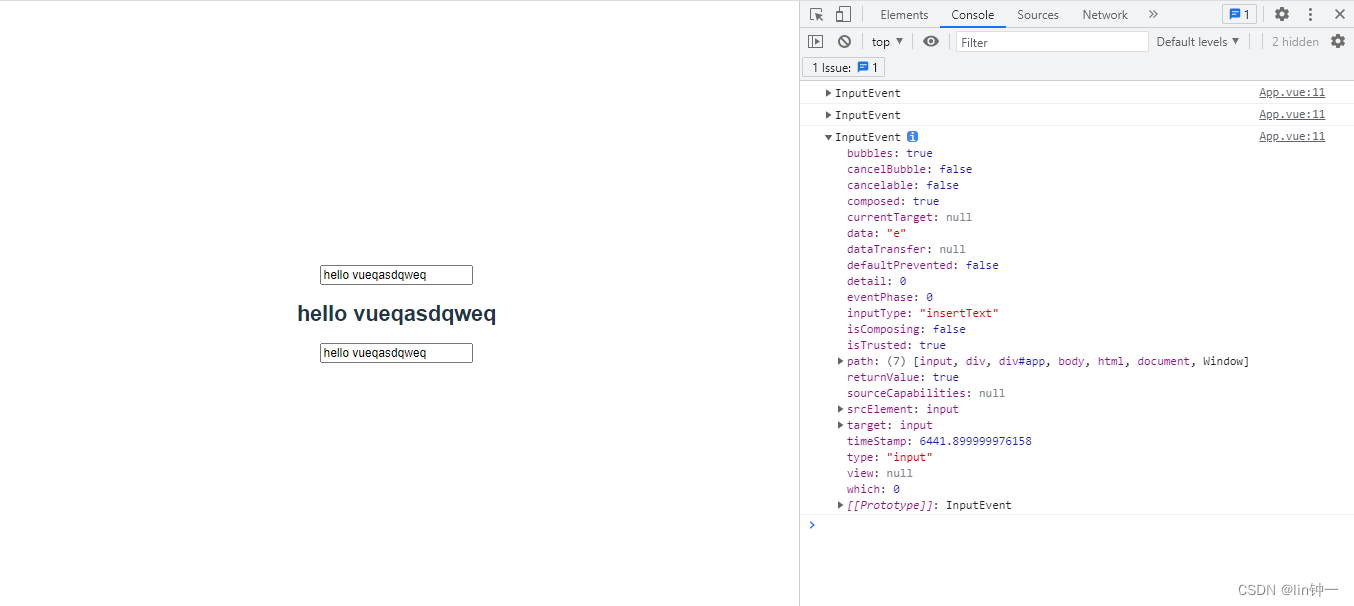 hello vueqasdqweq
hello vueqasdqweq
hello vueqasdqweq
Elements Console Sources Network » 1
top ▼ Filter Default levels ▼ 2 hidden
1 Issue: 1
▶ InputEvent App.vue:11
▶ InputEvent App.vue:11
▼ InputEvent i App.vue:11
bubbles: true
cancelBubble: false
cancelable: false
composed: true
currentTarget: null
data: "e"
dataTransfer: null
defaultPrevented: false
detail: 0
eventPhase: 0
inputType: "insertText"
isComposing: false
isTrusted: true
▶ path: (7) [input, div, div#app, body, html, document, Window]
returnValue: true
sourceCapabilities: null
▶ srcElement: input
▶ target: input
timeStamp: 6441.899999976158
type: "input"
view: null
which: 0
▶ [[Prototype]]: InputEvent
>
CSDN @lin钟一